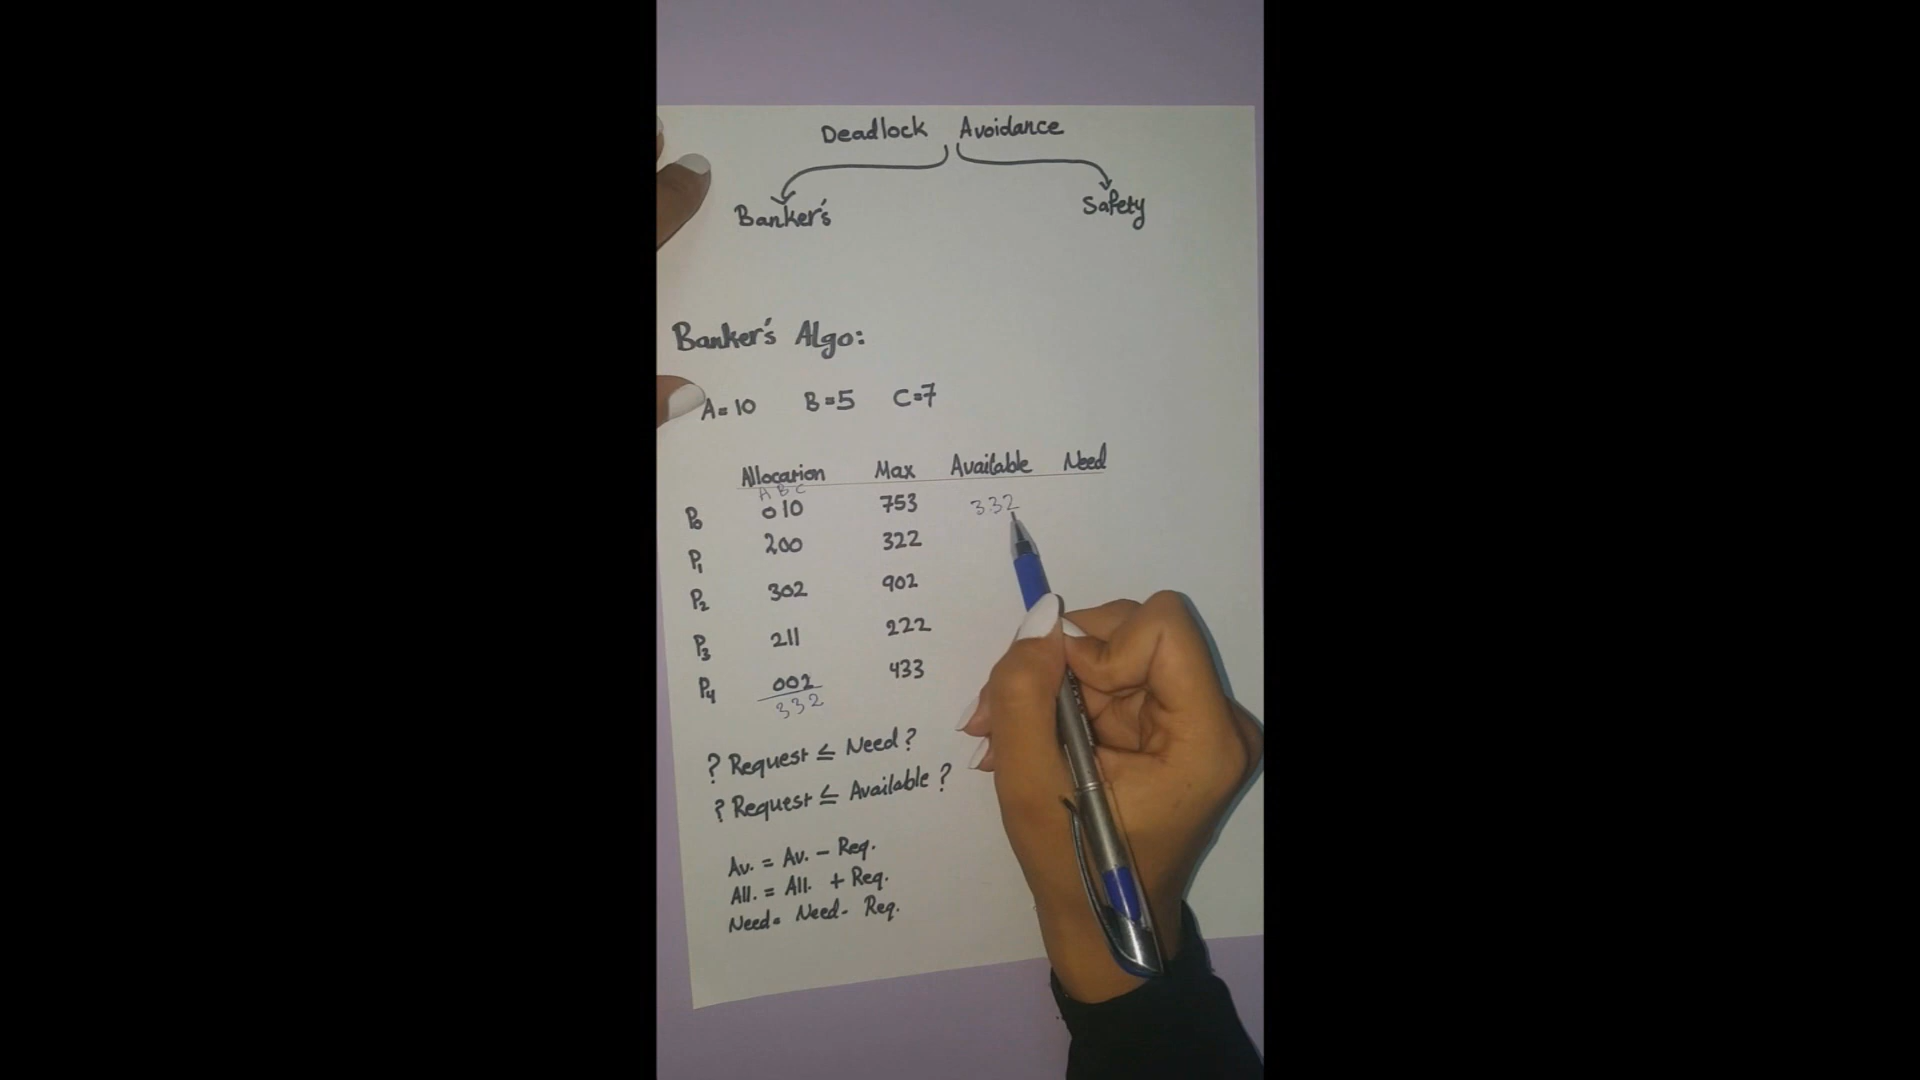 Deadlock Avoidance
Banker's Safety
Banker's Algo:
A=10 B=5 C=7
Allocarion Max Available Need
A B C
P0 010 753 332
P1 200 322
P2 302 902
P3 211 222
P4 002 433
332
? Request ≤ Need?
? Request ≤ Available?
Av. = Av. - Req.
All. = All. + Req.
Need= Need- Req.